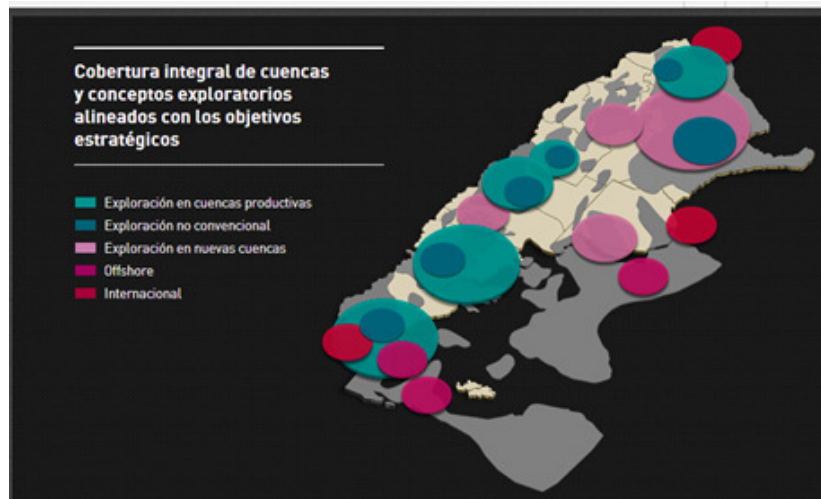 Cobertura integral de cuencas
y conceptos exploratorios
alineados con los objetivos
estratégicos
Exploración en cuencas productivas
Exploración no convencional
Exploración en nuevas cuencas
Offshore
Internacional